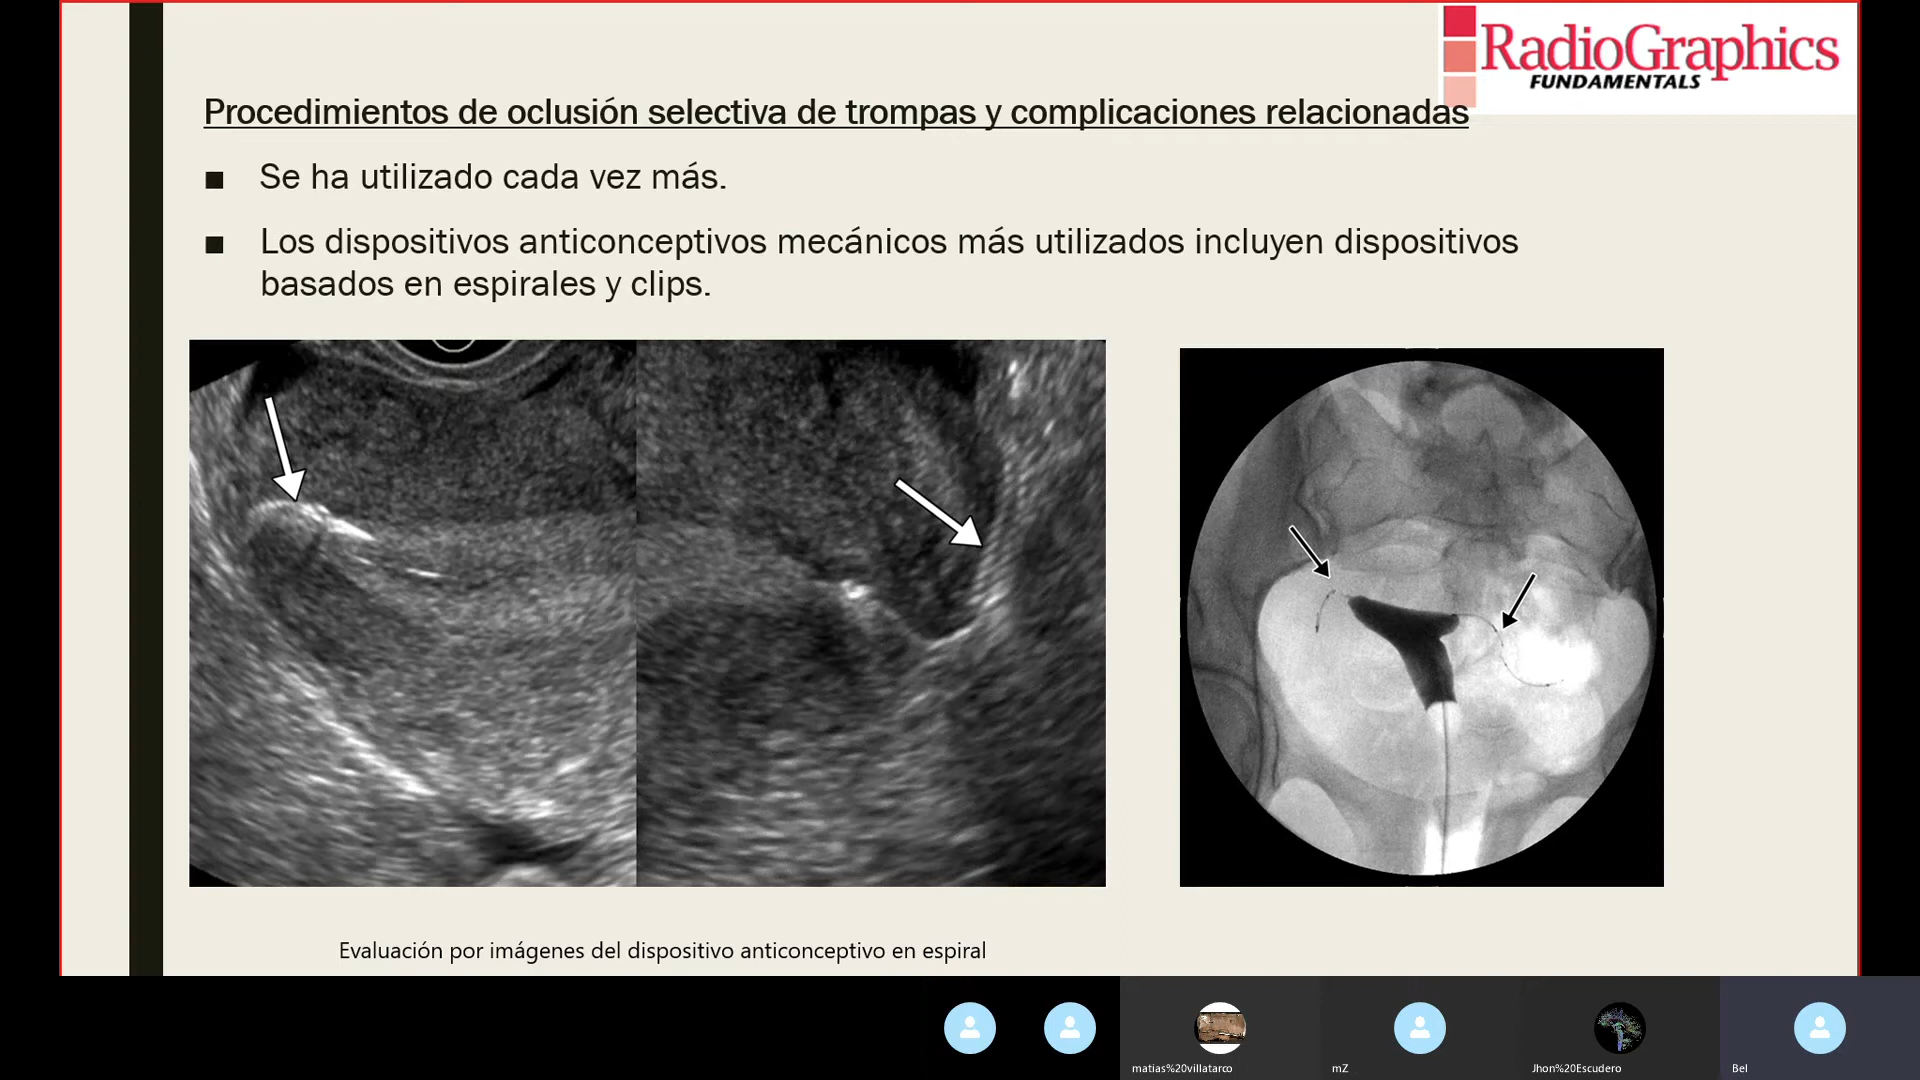 RadioGraphics
FUNDAMENTALS
Procedimientos de oclusión selectiva de trompas y complicaciones relacionadas
■ Se ha utilizado cada vez más.
■ Los dispositivos anticonceptivos mecánicos más utilizados incluyen dispositivos
basados en espirales y clips.
Evaluación por imágenes del dispositivo anticonceptivo en espiral
matias%20villatarco
mZ
Jhon%20Escudero
Bel